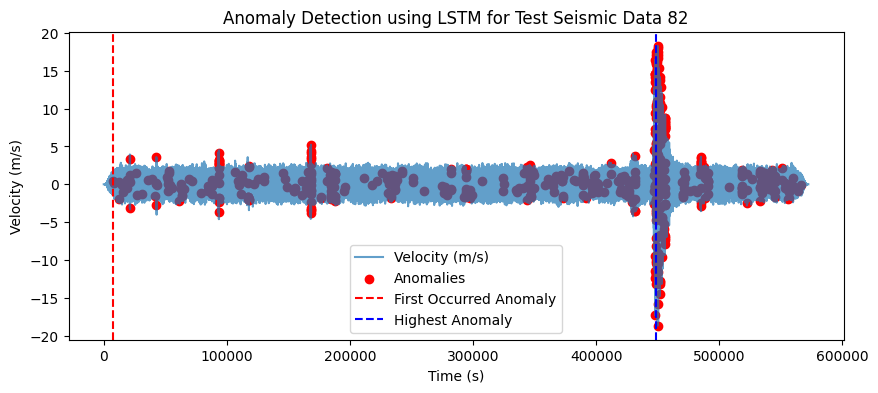 Anomaly Detection using LSTM for Test Seismic Data 82
Velocity (m/s)
20
15
10
5
0
−5
−10
−15
−20
Velocity (m/s)
Anomalies
First Occurred Anomaly
Highest Anomaly
0 100000 200000 300000 400000 500000 600000
Time (s)